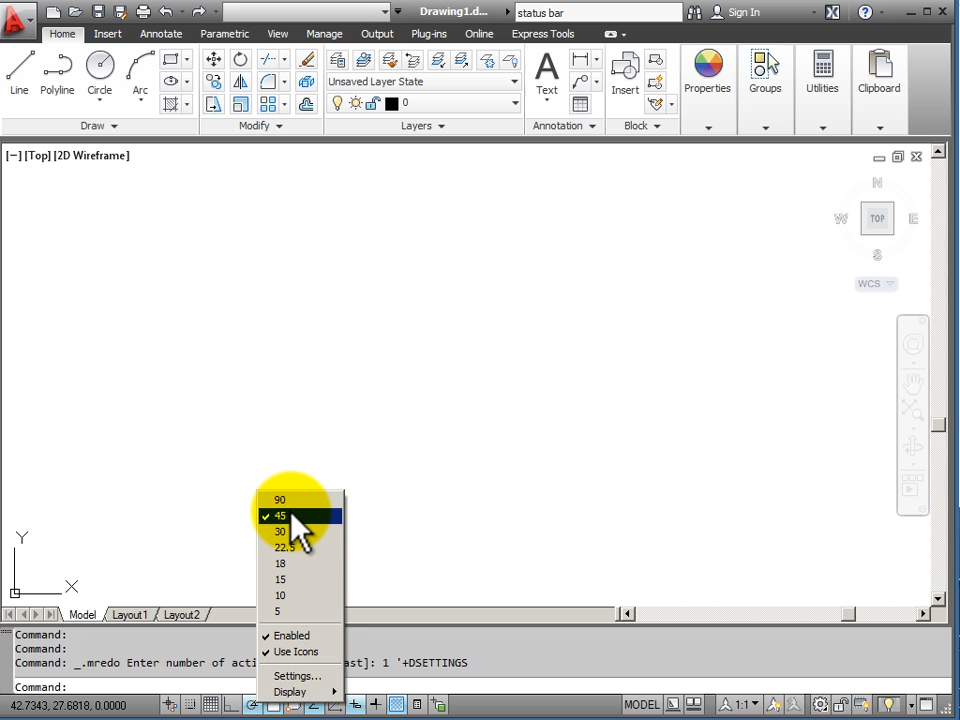 Drawing1.d...
status bar
Sign In
Home Insert Annotate Parametric View Manage Output Plug-ins Online Express Tools
Unsaved Layer State
0
Line Polyline Circle Arc
Text
Insert
Properties Groups Utilities Clipboard
Draw Modify Layers Annotation Block
[−] [Top] [2D Wireframe]
N
W TOP E
S
WCS
90
45
30
22.5
18
15
10
5
Enabled
Use Icons
Settings...
Display
Y
X
Model Layout1 Layout2
Command:
Command:
Command: _.mredo Enter number of acti ast]: 1 '+DSETTINGS
Command:
42.7343, 27.6818, 0.0000
MODEL
1:1